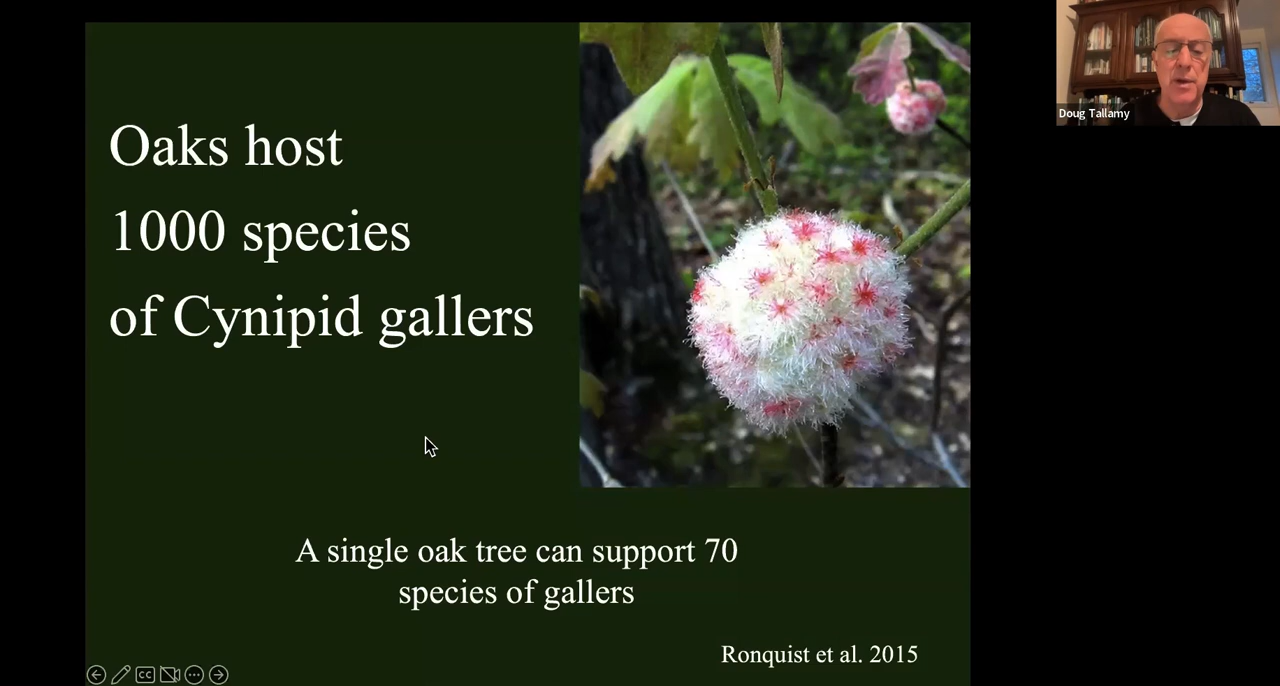 Oaks host
1000 species
of Cynipid gallers
A single oak tree can support 70
species of gallers
Ronquist et al. 2015
Doug Tallamy
CC